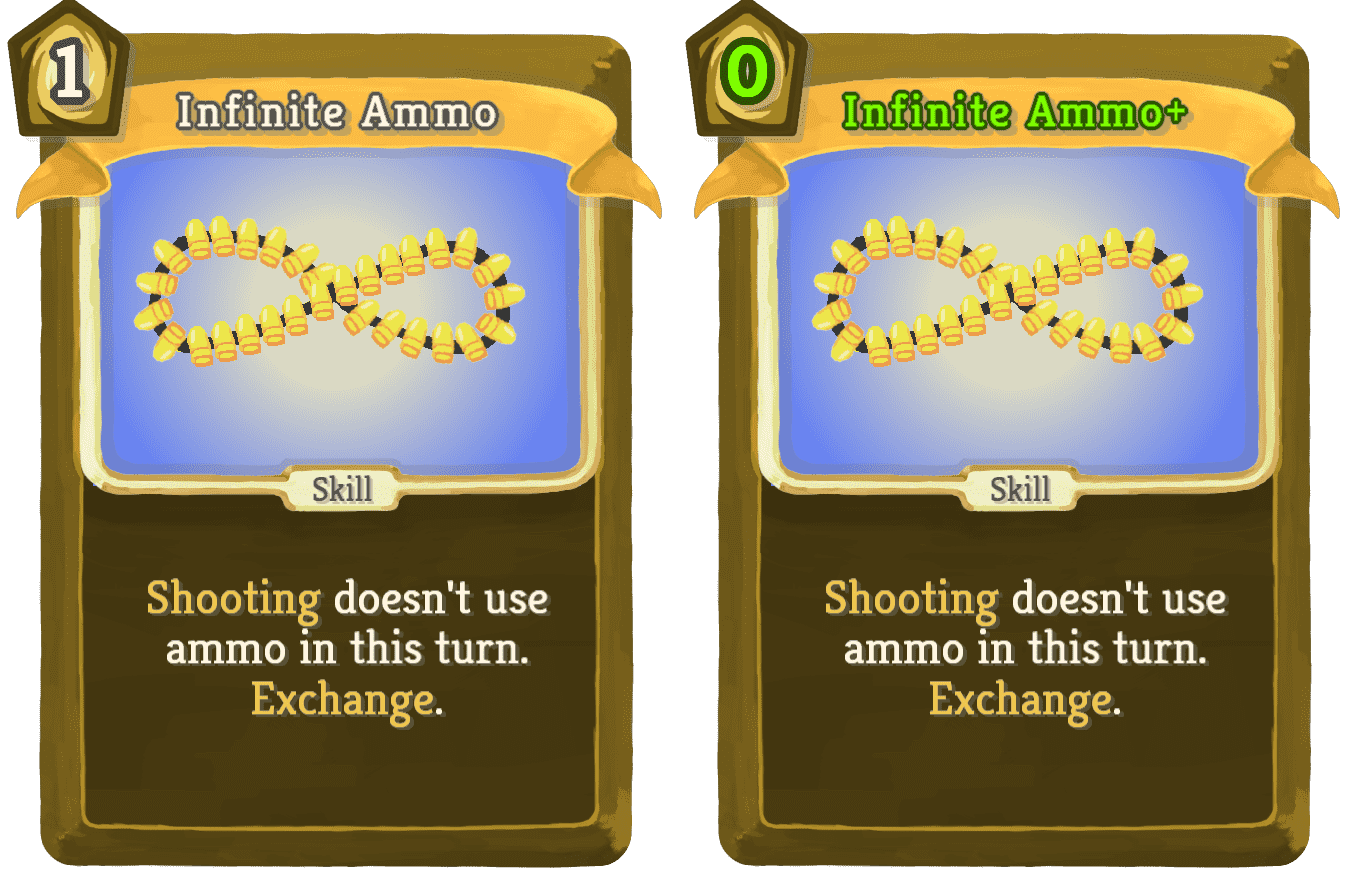 1
Infinite Ammo
Skill
Shooting doesn't use
ammo in this turn.
Exchange.
0
Infinite Ammo+
Skill
Shooting doesn't use
ammo in this turn.
Exchange.